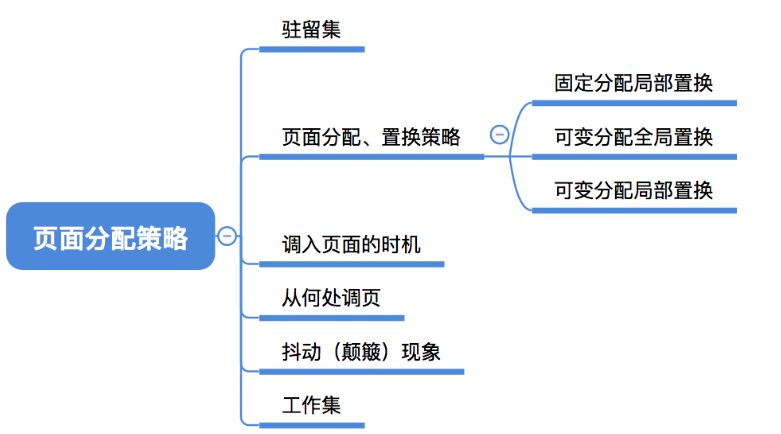 页面分配策略
驻留集
页面分配、置换策略
固定分配局部置换
可变分配全局置换
可变分配局部置换
调入页面的时机
从何处调页
抖动（颠簸）现象
工作集